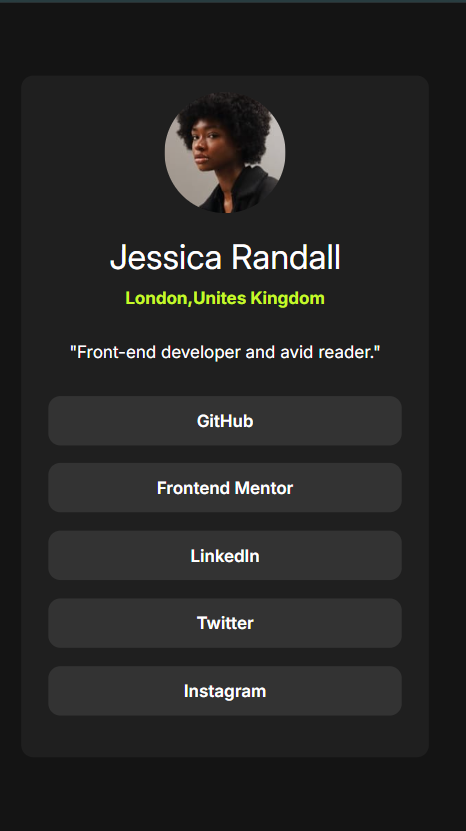 Jessica Randall
London,Unites Kingdom
"Front-end developer and avid reader."
GitHub
Frontend Mentor
LinkedIn
Twitter
Instagram